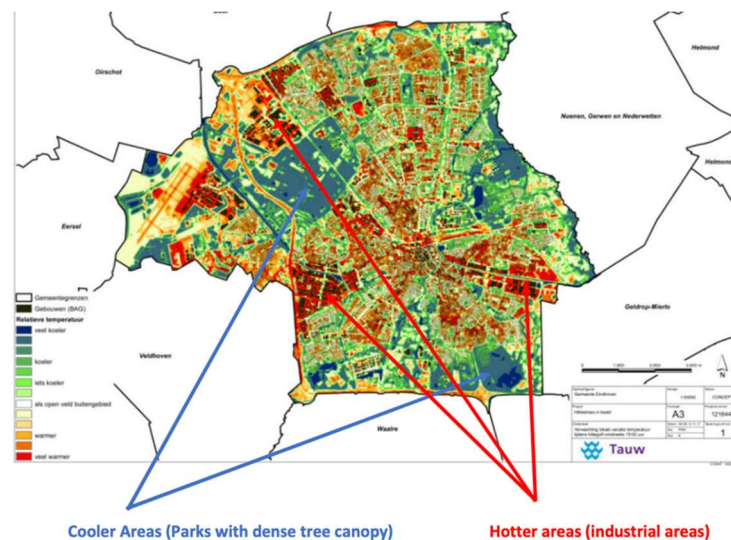 Oirschot
Helmond
Nuenen, Gerwen en Nederwetten
Helmond
Eersel
Gemeentegrenzen
Gebouwen (BAG)
Relatieve temperatuur
veel koeler
koeler
iets koeler
als open veld buitengebied
warmer
veel warmer
Veldhoven
Geldrop-Mierlo
Waalre
N
Gemeente Eindhoven
CONCEPT
A3
1
Tauw
Cooler Areas (Parks with dense tree canopy)
Hotter areas (industrial areas)